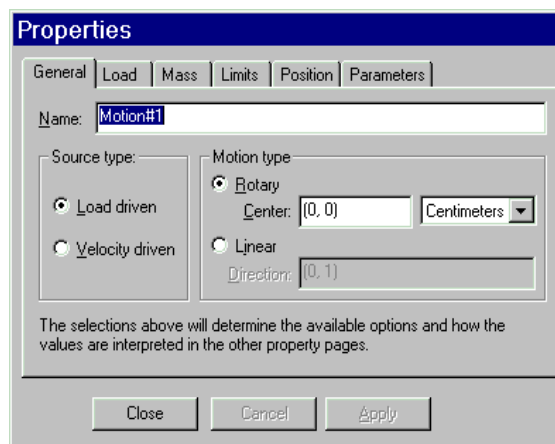 Properties
General Load Mass Limits Position Parameters
Name: Motion#1
Source type: Motion type
Rotary
Load driven Center: (0, 0) Centimeters
Velocity driven Linear
Direction: (0, 1)
The selections above will determine the available options and how the
values are interpreted in the other property pages.
Close Cancel Apply